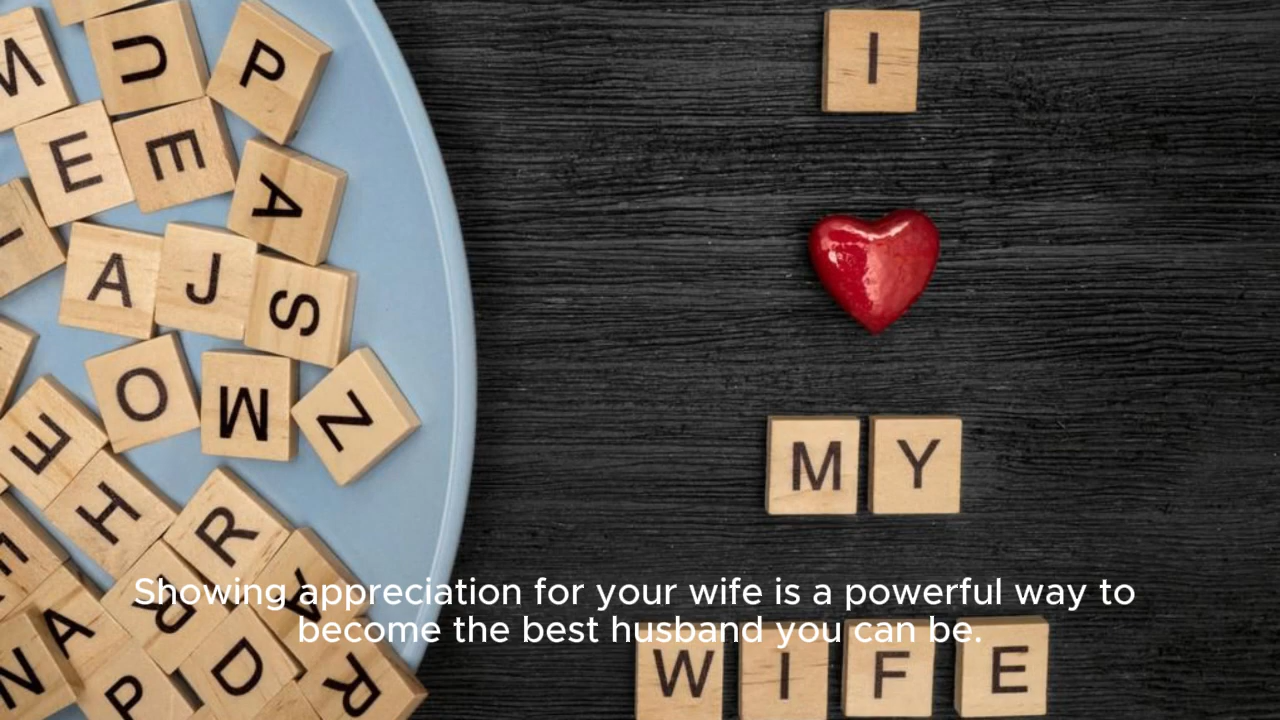 I
MY
Showing appreciation for your wife is a powerful way to
become the best husband you can be.
WIFE
P
U
E
E
A
A
J
S
O
M
Z
E
H
R
A
R
A
D
N
P
R